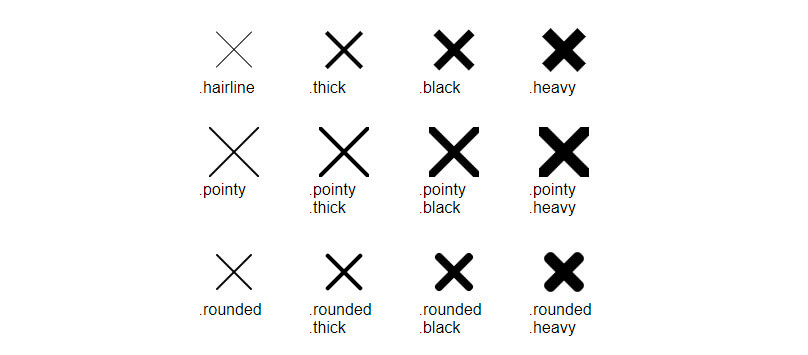 .hairline .thick .black .heavy
.pointy .pointy .pointy .pointy
.thick .black .heavy
.rounded .rounded .rounded .rounded
.thick .black .heavy